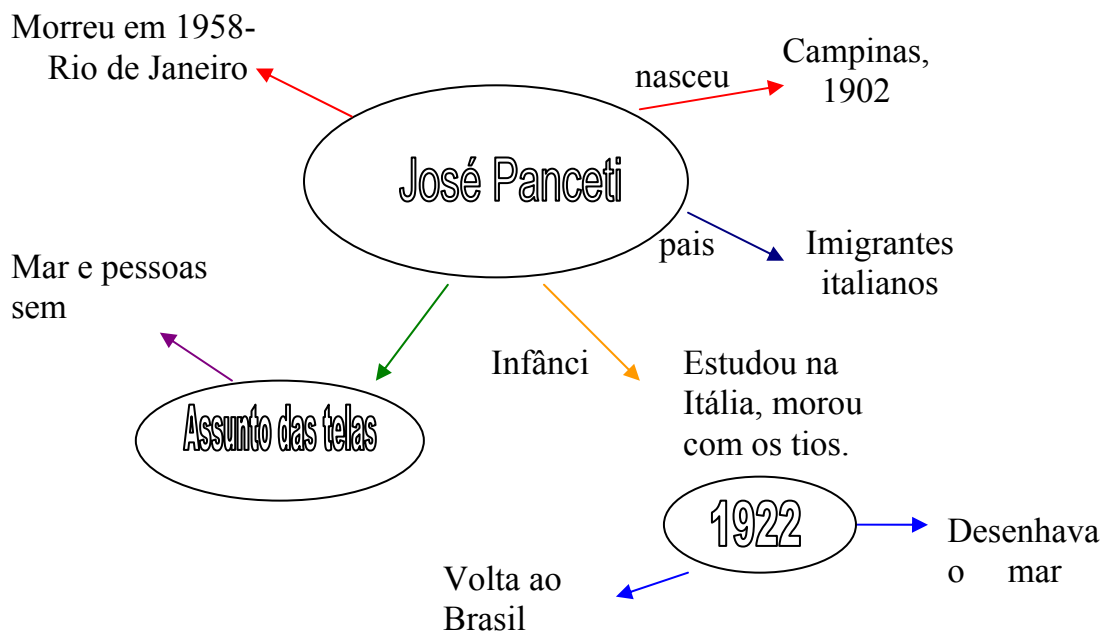 Morreu em 1958-
Rio de Janeiro
nasceu
Campinas,
1902
José Panceti
pais
Imigrantes
italianos
Mar e pessoas
sem
Infânci
Estudou na
Itália, morou
com os tios.
Assunto das telas
1922
Desenhava
o mar
Volta ao
Brasil